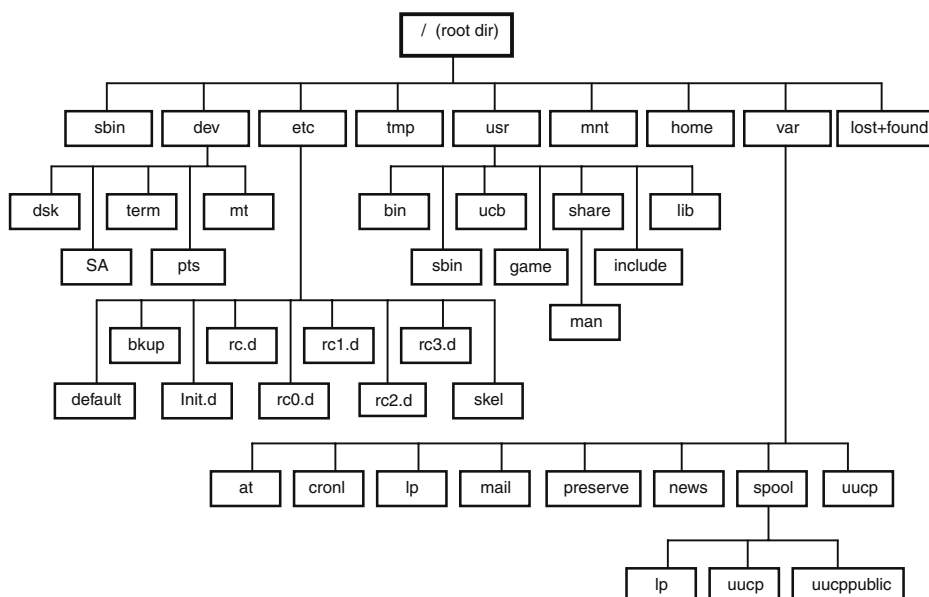 / (root dir)
sbin dev etc tmp usr mnt home var lost+found
dsk term mt bin ucb share lib
SA pts sbin game include
man
bkup rc.d rc1.d rc3.d
default Init.d rc0.d rc2.d skel
at cronl lp mail preserve news spool uucp
lp uucp uucppublic